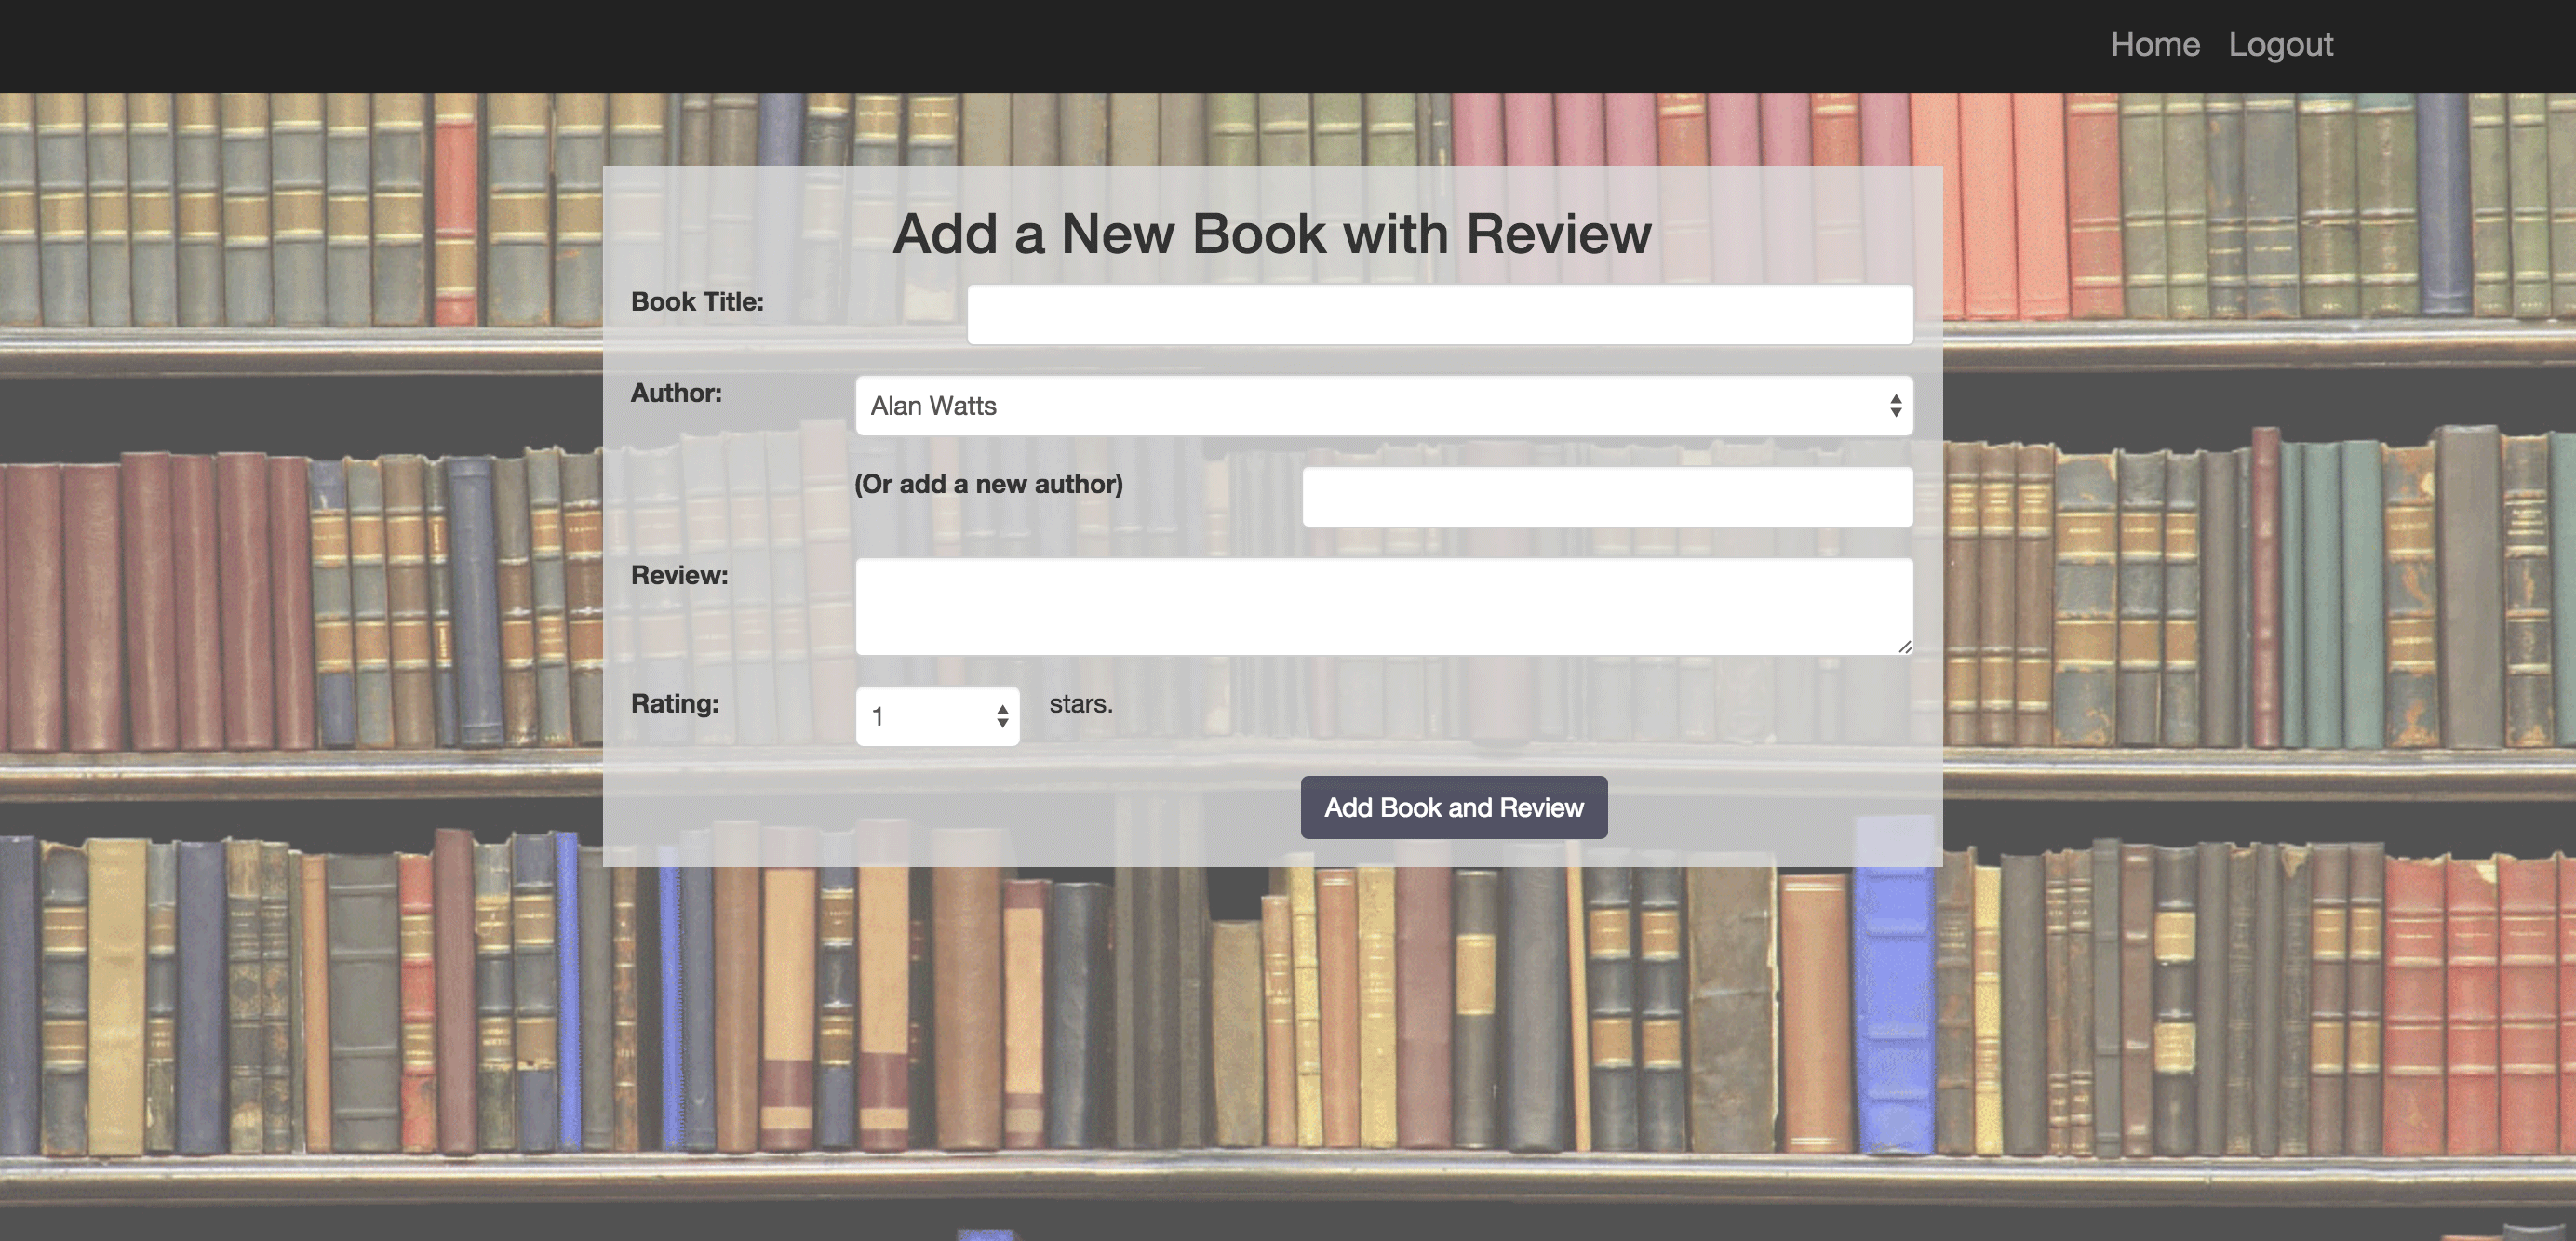 Home Logout
Add a New Book with Review
Book Title:
Author: Alan Watts
(Or add a new author)
Review:
Rating: 1 stars.
Add Book and Review